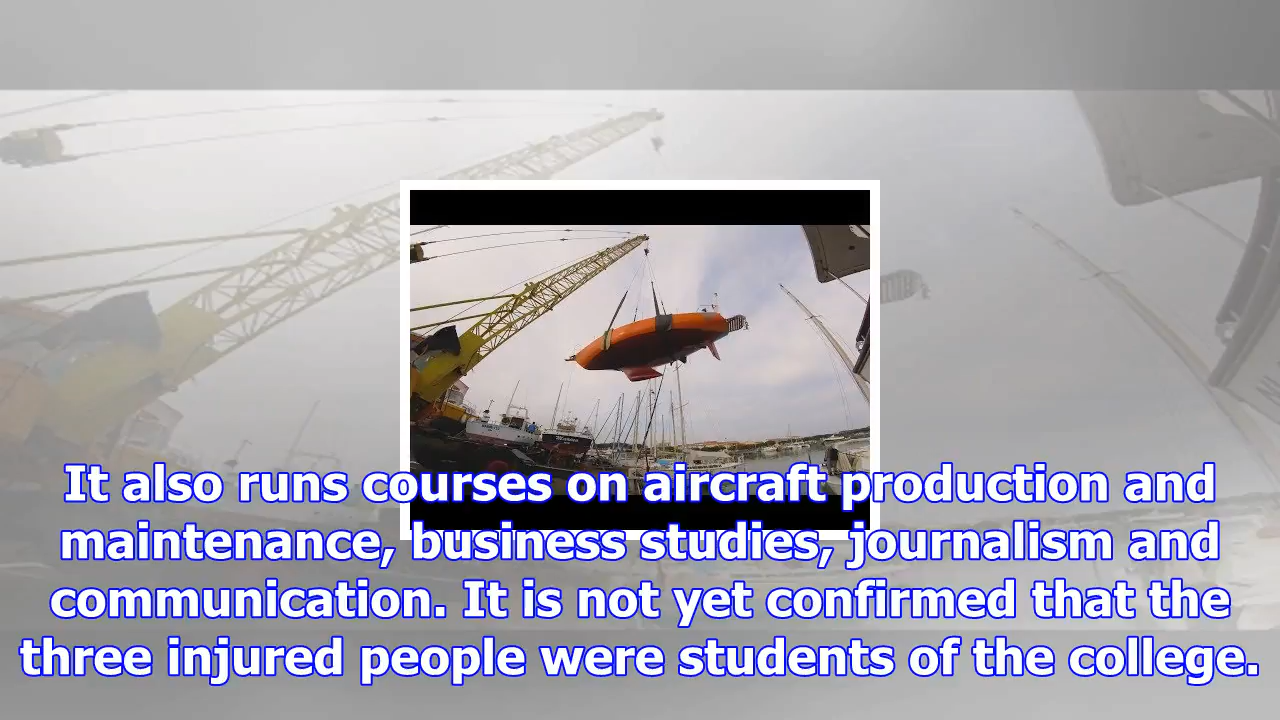 It also runs courses on aircraft production and
maintenance, business studies, journalism and
communication. It is not yet confirmed that the
three injured people were students of the college.